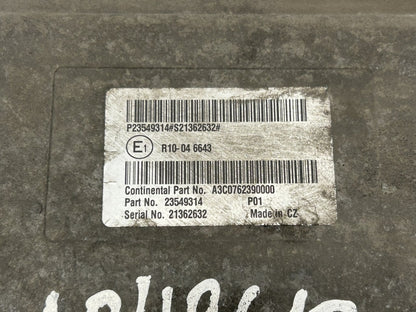 P23549314#S21362632#
E1 R10-04 6643
Continental Part No. A3C0762390000
Part No. 23549314 P01
Serial No. 21362632 Made in CZ